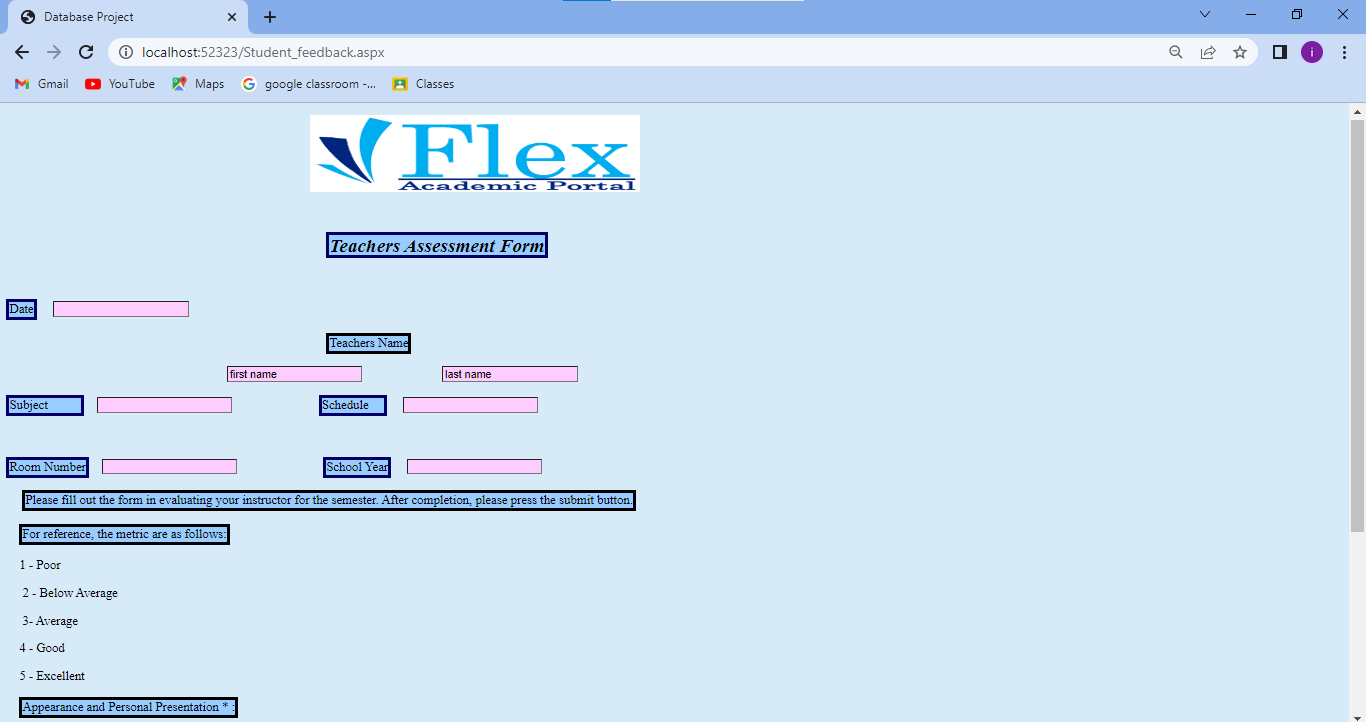 Database Project
localhost:52323/Student_feedback.aspx
i
Gmail YouTube Maps google classroom -... Classes
Flex
Academic Portal
Teachers Assessment Form
Date
Teachers Name
first name last name
Subject Schedule
Room Number School Year
Please fill out the form in evaluating your instructor for the semester. After completion, please press the submit button.
For reference, the metric are as follows:
1 - Poor
2 - Below Average
3- Average
4 - Good
5 - Excellent
Appearance and Personal Presentation * :